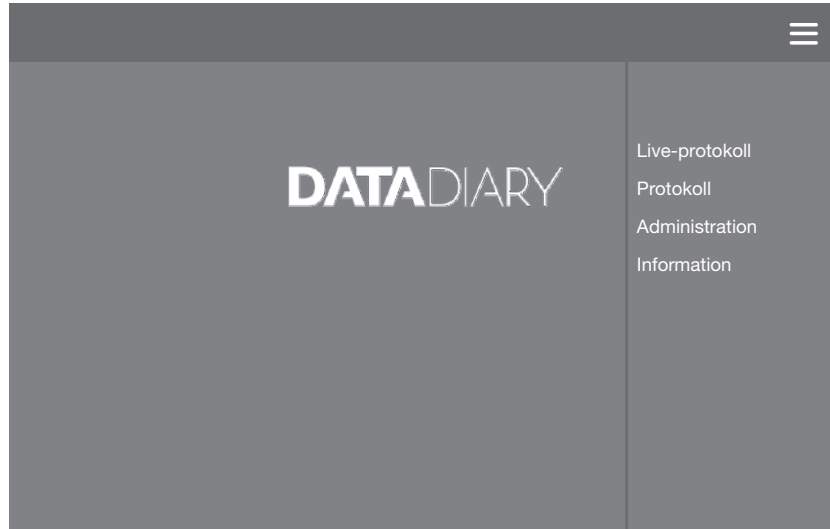 DATADIARY
Live-protokoll
Protokoll
Administration
Information